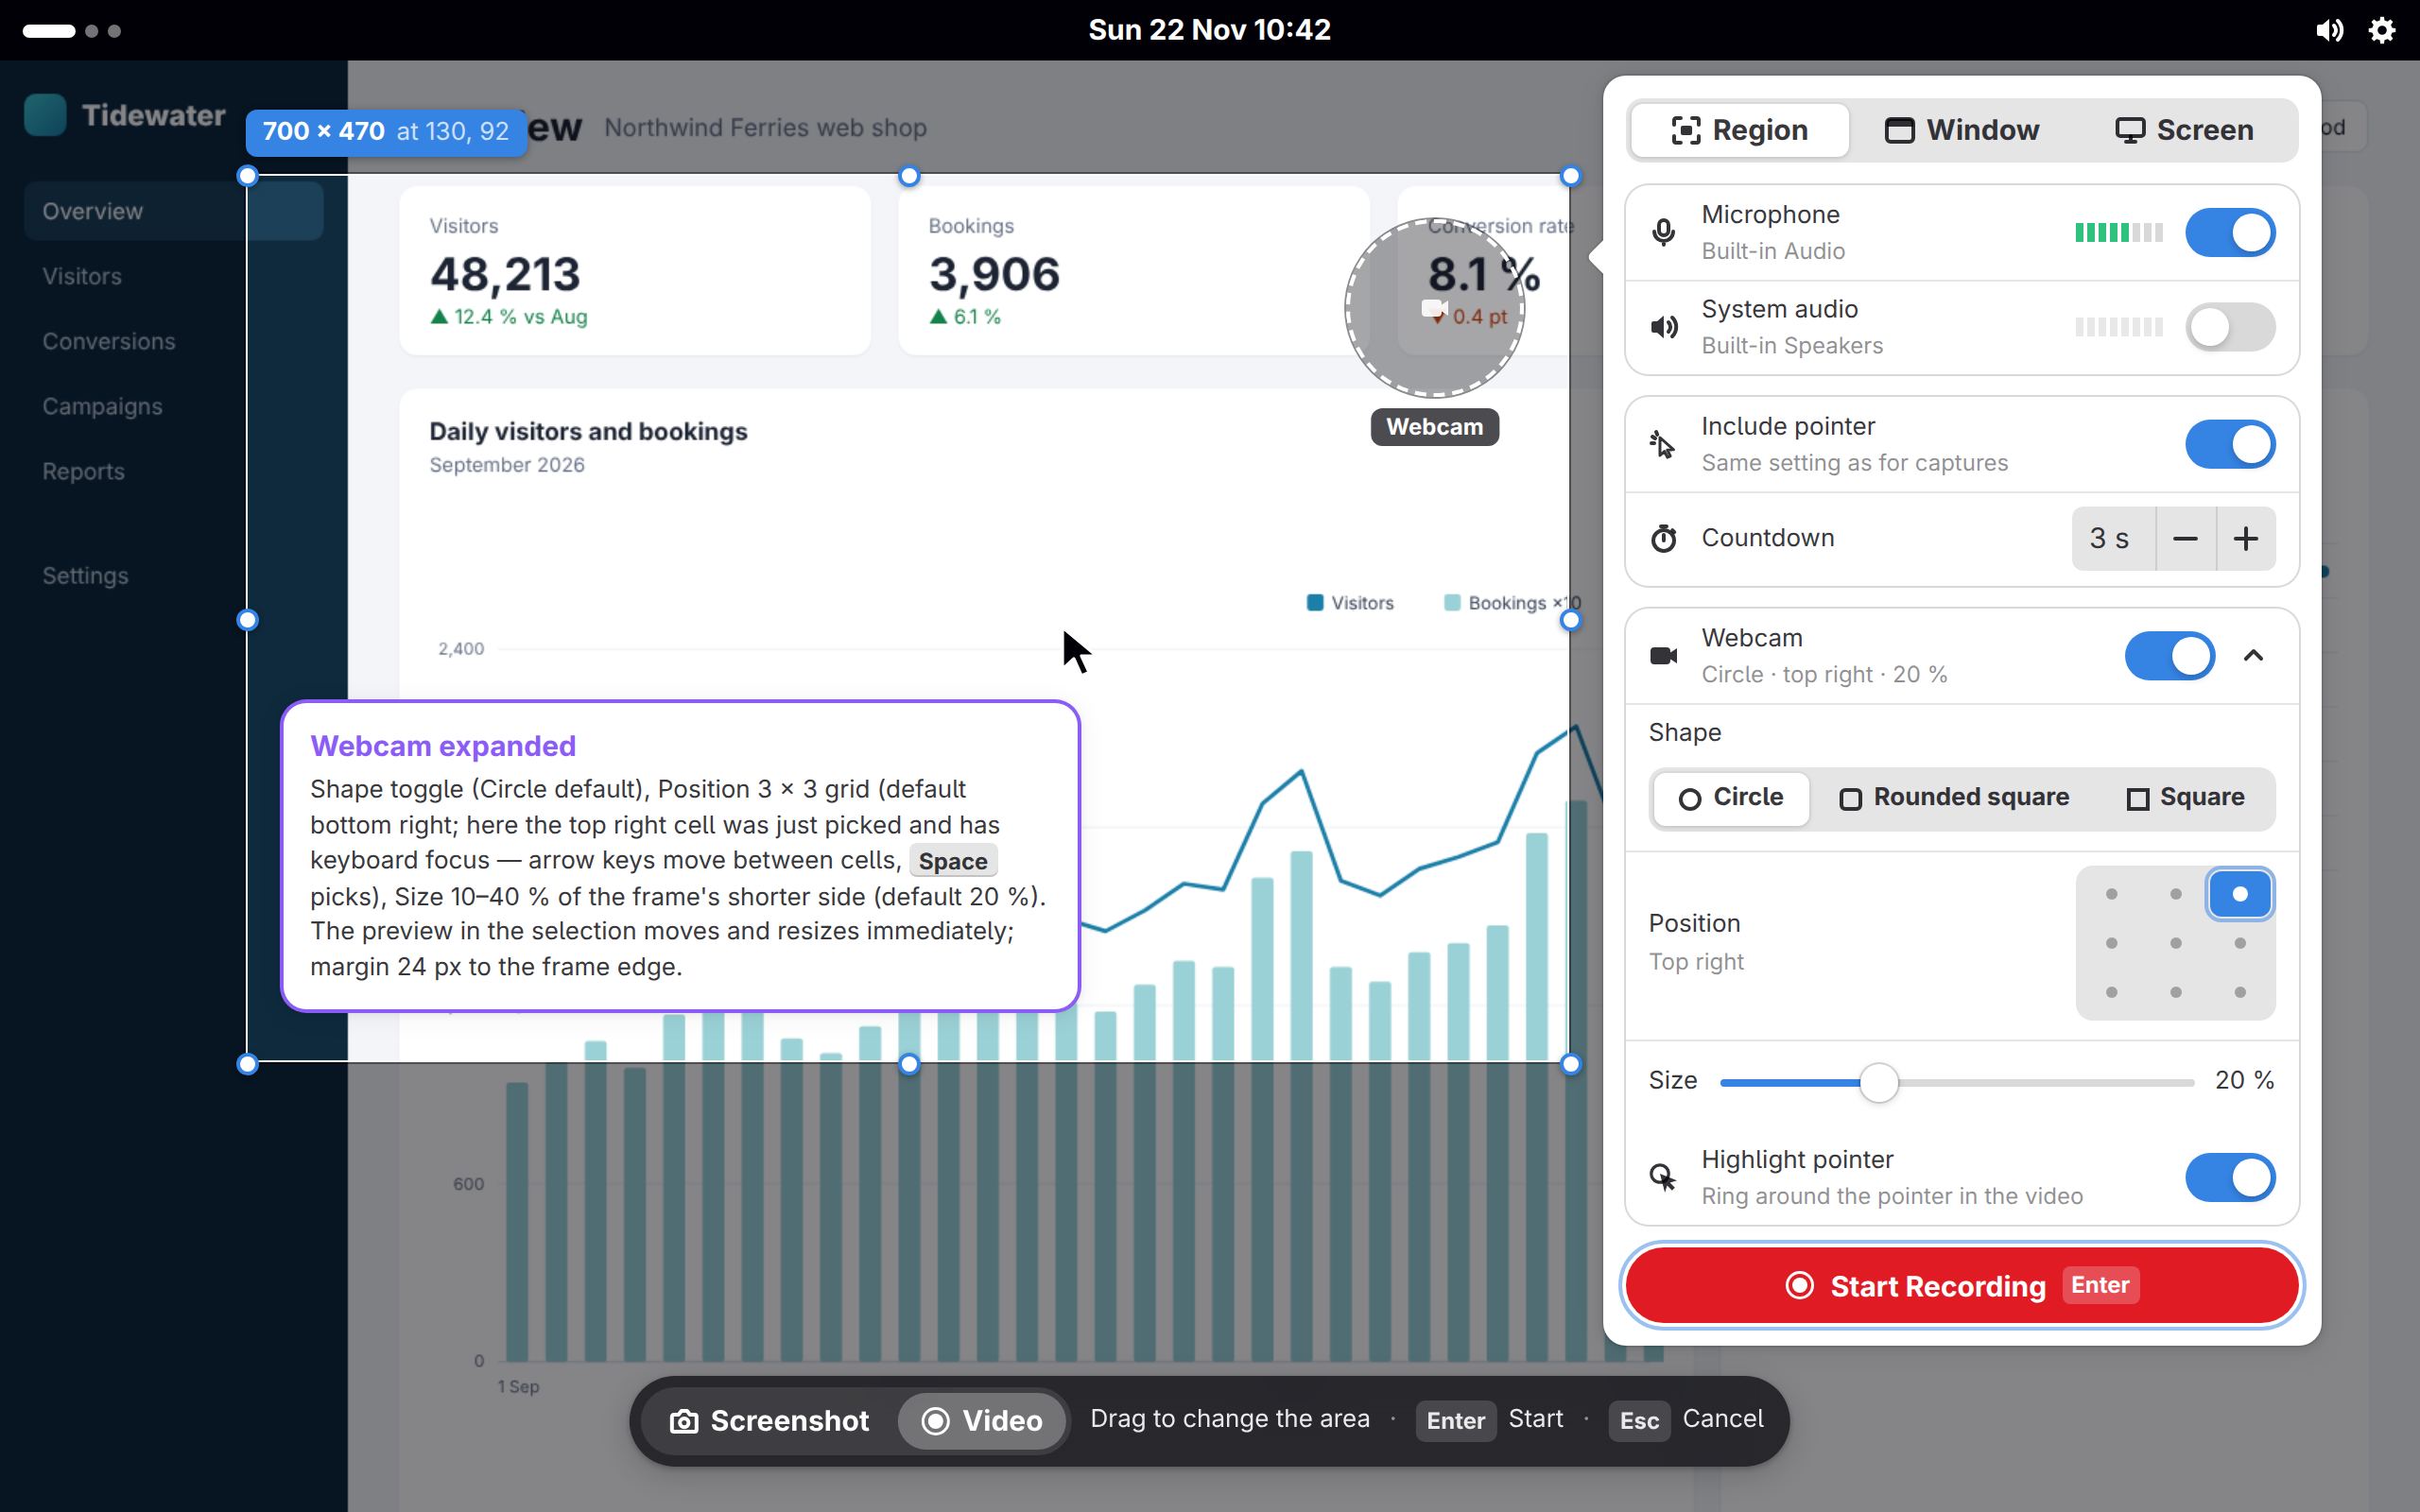 Sun 22 Nov 10:42
Tidewater
700 × 470 at 130, 92
ew
Northwind Ferries web shop
od
Overview
Visitors
Conversions
Campaigns
Reports
Settings
Visitors
48,213
12.4 % vs Aug
Bookings
3,906
6.1 %
Conversion rate
8.1 %
0.4 pt
Webcam
Daily visitors and bookings
September 2026
Visitors
Bookings ×10
2,400
600
0
1 Sep
Webcam expanded
Shape toggle (Circle default), Position 3 × 3 grid (default
bottom right; here the top right cell was just picked and has
keyboard focus — arrow keys move between cells, Space
picks), Size 10–40 % of the frame's shorter side (default 20 %).
The preview in the selection moves and resizes immediately;
margin 24 px to the frame edge.
Region
Window
Screen
Microphone
Built-in Audio
System audio
Built-in Speakers
Include pointer
Same setting as for captures
Countdown
3 s
Webcam
Circle · top right · 20 %
Shape
Circle
Rounded square
Square
Position
Top right
Size
20 %
Highlight pointer
Ring around the pointer in the video
Start Recording Enter
Screenshot
Video
Drag to change the area · Enter Start · Esc Cancel